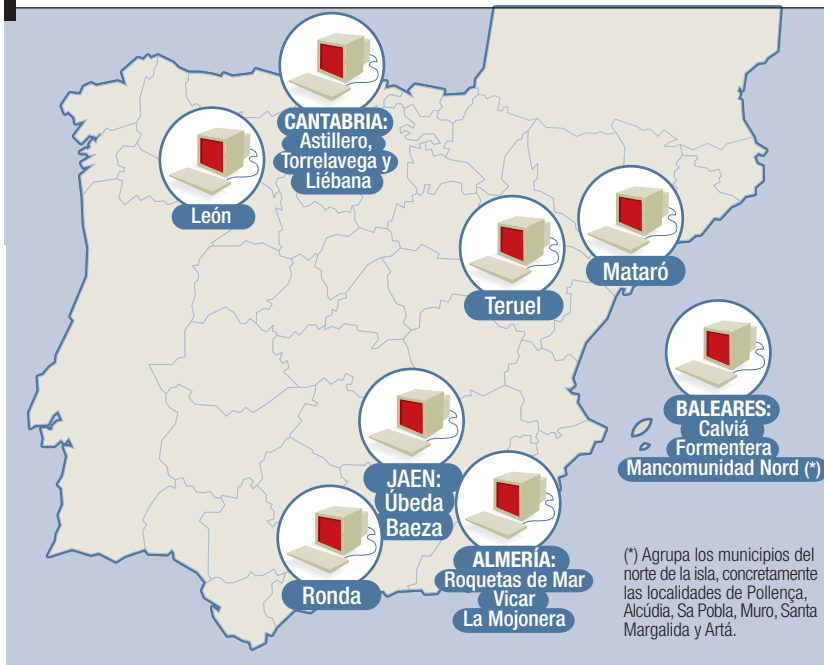 CANTABRIA:
Astillero,
Torrelavega y
Liébana
León
Mataró
Teruel
BALEARES:
Calviá
Formentera
Mancomunidad Nord (*)
JAEN:
Úbeda
Baeza
ALMERÍA:
Roquetas de Mar
Vicar
La Mojonera
Ronda
(*) Agrupa los municipios del
norte de la isla, concretamente
las localidades de Pollença,
Alcúdia, Sa Pobla, Muro, Santa
Margalida y Artá.